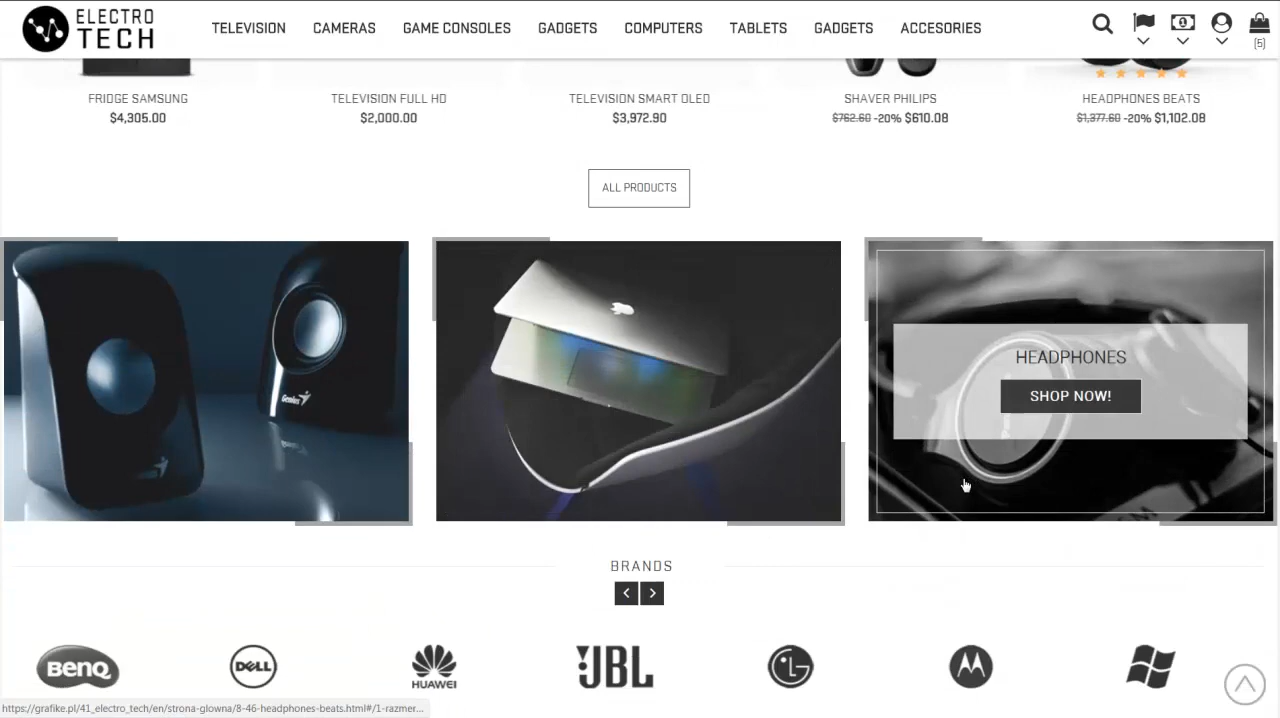 ELECTRO
TECH
TELEVISION CAMERAS GAME CONSOLES GADGETS COMPUTERS TABLETS GADGETS ACCESORIES
(5)
FRIDGE SAMSUNG TELEVISION FULL HD TELEVISION SMART OLED SHAVER PHILIPS HEADPHONES BEATS
$4,305.00 $2,000.00 $3,972.90 $762.60 -20% $610.08 $1,377.60 -20% $1,102.08
ALL PRODUCTS
HEADPHONES
SHOP NOW!
Genius
BRANDS
BENQ DELL HUAWEI JBL LG
https://grafike.pl/41_electro_tech/en/strona-glowna/8-46-headphones-beats.html#/1-razmer...